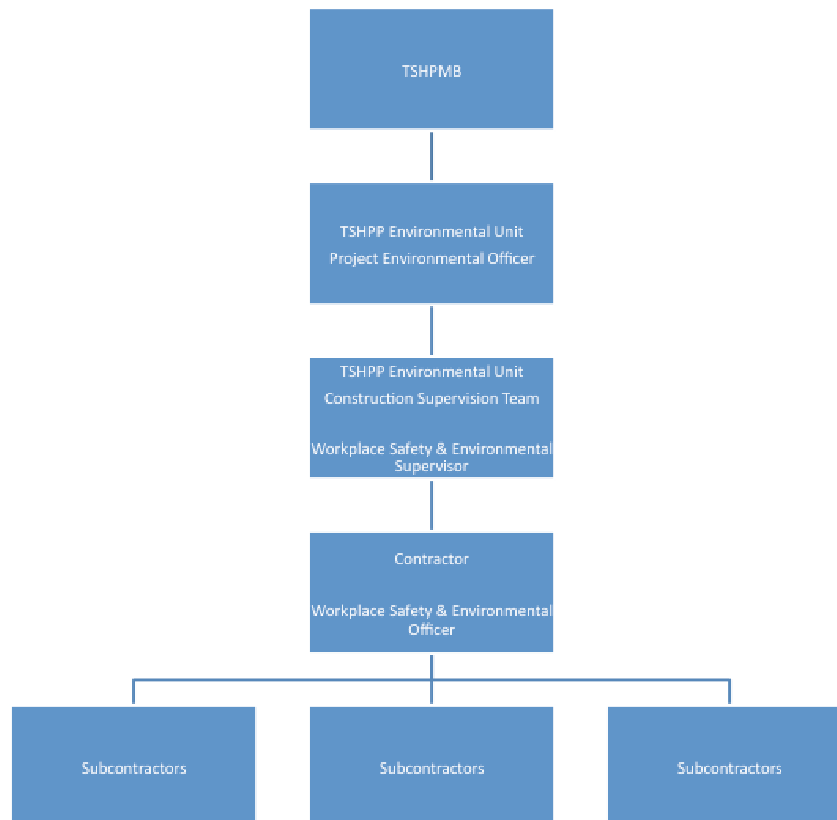 TSHPMB
TSHPP Environmental Unit
Project Environmental Officer
TSHPP Environmental Unit
Construction Supervision Team
Workplace Safety & Environmental
Supervisor
Contractor
Workplace Safety & Environmental
Officer
Subcontractors
Subcontractors
Subcontractors